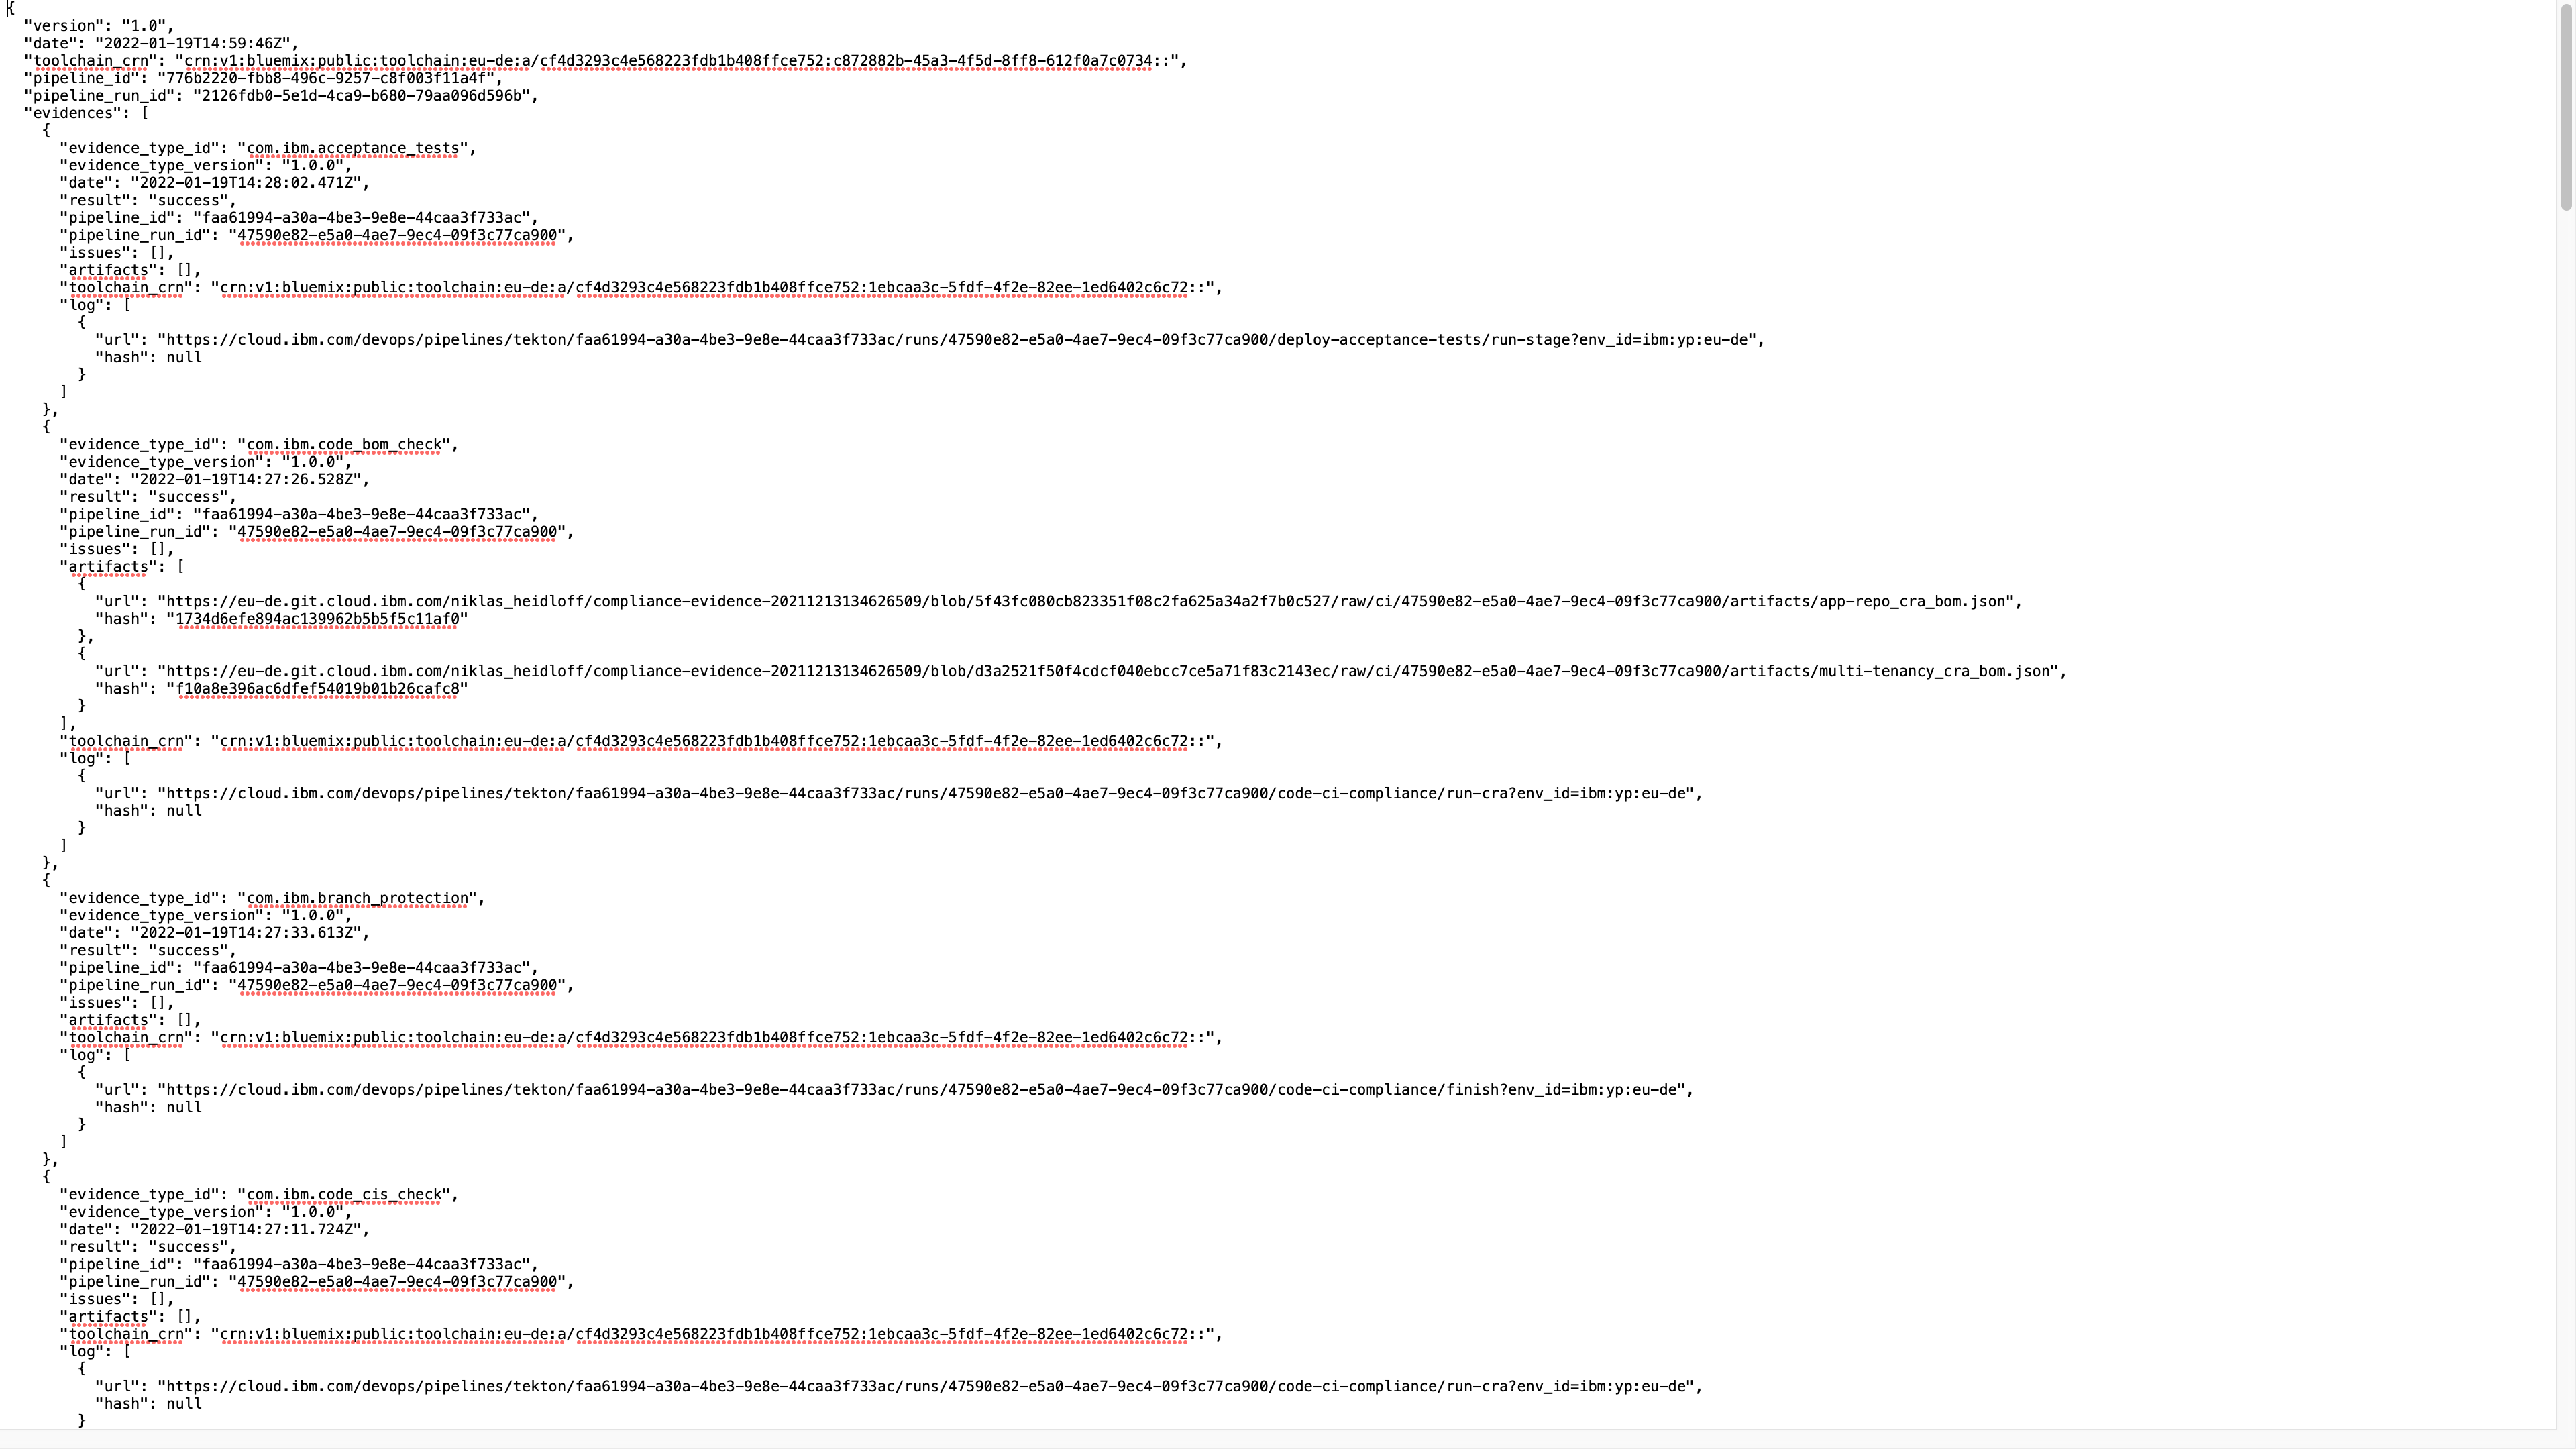 {
  "version": "1.0",
  "date": "2022-01-19T14:59:46Z",
  "toolchain_crn": "crn:v1:bluemix:public:toolchain:eu-de:a/cf4d3293c4e568223fdb1b408ffce752:c872882b-45a3-4f5d-8ff8-612f0a7c0734::",
  "pipeline_id": "776b2220-fbb8-496c-9257-c8f003f11a4f",
  "pipeline_run_id": "2126fdb0-5e1d-4ca9-b680-79aa096d596b",
  "evidences": [
    {
      "evidence_type_id": "com.ibm.acceptance_tests",
      "evidence_type_version": "1.0.0",
      "date": "2022-01-19T14:28:02.471Z",
      "result": "success",
      "pipeline_id": "faa61994-a30a-4be3-9e8e-44caa3f733ac",
      "pipeline_run_id": "47590e82-e5a0-4ae7-9ec4-09f3c77ca900",
      "issues": [],
      "artifacts": [],
      "toolchain_crn": "crn:v1:bluemix:public:toolchain:eu-de:a/cf4d3293c4e568223fdb1b408ffce752:1ebcaa3c-5fdf-4f2e-82ee-1ed6402c6c72::",
      "log": [
        {
          "url": "https://cloud.ibm.com/devops/pipelines/tekton/faa61994-a30a-4be3-9e8e-44caa3f733ac/runs/47590e82-e5a0-4ae7-9ec4-09f3c77ca900/deploy-acceptance-tests/run-stage?env_id=ibm:yp:eu-de",
          "hash": null
        }
      ]
    },
    {
      "evidence_type_id": "com.ibm.code_bom_check",
      "evidence_type_version": "1.0.0",
      "date": "2022-01-19T14:27:26.528Z",
      "result": "success",
      "pipeline_id": "faa61994-a30a-4be3-9e8e-44caa3f733ac",
      "pipeline_run_id": "47590e82-e5a0-4ae7-9ec4-09f3c77ca900",
      "issues": [],
      "artifacts": [
        {
          "url": "https://eu-de.git.cloud.ibm.com/niklas_heidloff/compliance-evidence-20211213134626509/blob/5f43fc080cb823351f08c2fa625a34a2f7b0c527/raw/ci/47590e82-e5a0-4ae7-9ec4-09f3c77ca900/artifacts/app-repo_cra_bom.json",
          "hash": "1734d6efe894ac139962b5b5f5c11af0"
        },
        {
          "url": "https://eu-de.git.cloud.ibm.com/niklas_heidloff/compliance-evidence-20211213134626509/blob/d3a2521f50f4cdcf040ebcc7ce5a71f83c2143ec/raw/ci/47590e82-e5a0-4ae7-9ec4-09f3c77ca900/artifacts/multi-tenancy_cra_bom.json",
          "hash": "f10a8e396ac6dfef54019b01b26cafc8"
        }
      ],
      "toolchain_crn": "crn:v1:bluemix:public:toolchain:eu-de:a/cf4d3293c4e568223fdb1b408ffce752:1ebcaa3c-5fdf-4f2e-82ee-1ed6402c6c72::",
      "log": [
        {
          "url": "https://cloud.ibm.com/devops/pipelines/tekton/faa61994-a30a-4be3-9e8e-44caa3f733ac/runs/47590e82-e5a0-4ae7-9ec4-09f3c77ca900/code-ci-compliance/run-cra?env_id=ibm:yp:eu-de",
          "hash": null
        }
      ]
    },
    {
      "evidence_type_id": "com.ibm.branch_protection",
      "evidence_type_version": "1.0.0",
      "date": "2022-01-19T14:27:33.613Z",
      "result": "success",
      "pipeline_id": "faa61994-a30a-4be3-9e8e-44caa3f733ac",
      "pipeline_run_id": "47590e82-e5a0-4ae7-9ec4-09f3c77ca900",
      "issues": [],
      "artifacts": [],
      "toolchain_crn": "crn:v1:bluemix:public:toolchain:eu-de:a/cf4d3293c4e568223fdb1b408ffce752:1ebcaa3c-5fdf-4f2e-82ee-1ed6402c6c72::",
      "log": [
        {
          "url": "https://cloud.ibm.com/devops/pipelines/tekton/faa61994-a30a-4be3-9e8e-44caa3f733ac/runs/47590e82-e5a0-4ae7-9ec4-09f3c77ca900/code-ci-compliance/finish?env_id=ibm:yp:eu-de",
          "hash": null
        }
      ]
    },
    {
      "evidence_type_id": "com.ibm.code_cis_check",
      "evidence_type_version": "1.0.0",
      "date": "2022-01-19T14:27:11.724Z",
      "result": "success",
      "pipeline_id": "faa61994-a30a-4be3-9e8e-44caa3f733ac",
      "pipeline_run_id": "47590e82-e5a0-4ae7-9ec4-09f3c77ca900",
      "issues": [],
      "artifacts": [],
      "toolchain_crn": "crn:v1:bluemix:public:toolchain:eu-de:a/cf4d3293c4e568223fdb1b408ffce752:1ebcaa3c-5fdf-4f2e-82ee-1ed6402c6c72::",
      "log": [
        {
          "url": "https://cloud.ibm.com/devops/pipelines/tekton/faa61994-a30a-4be3-9e8e-44caa3f733ac/runs/47590e82-e5a0-4ae7-9ec4-09f3c77ca900/code-ci-compliance/run-cra?env_id=ibm:yp:eu-de",
          "hash": null
        }